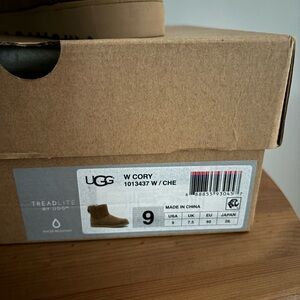 UGG
W CORY
1013437 W / CHE
TREADLITE
BY UGG
9
MADE IN CHINA
USA UK EU JAPAN
9 7.5 40 26